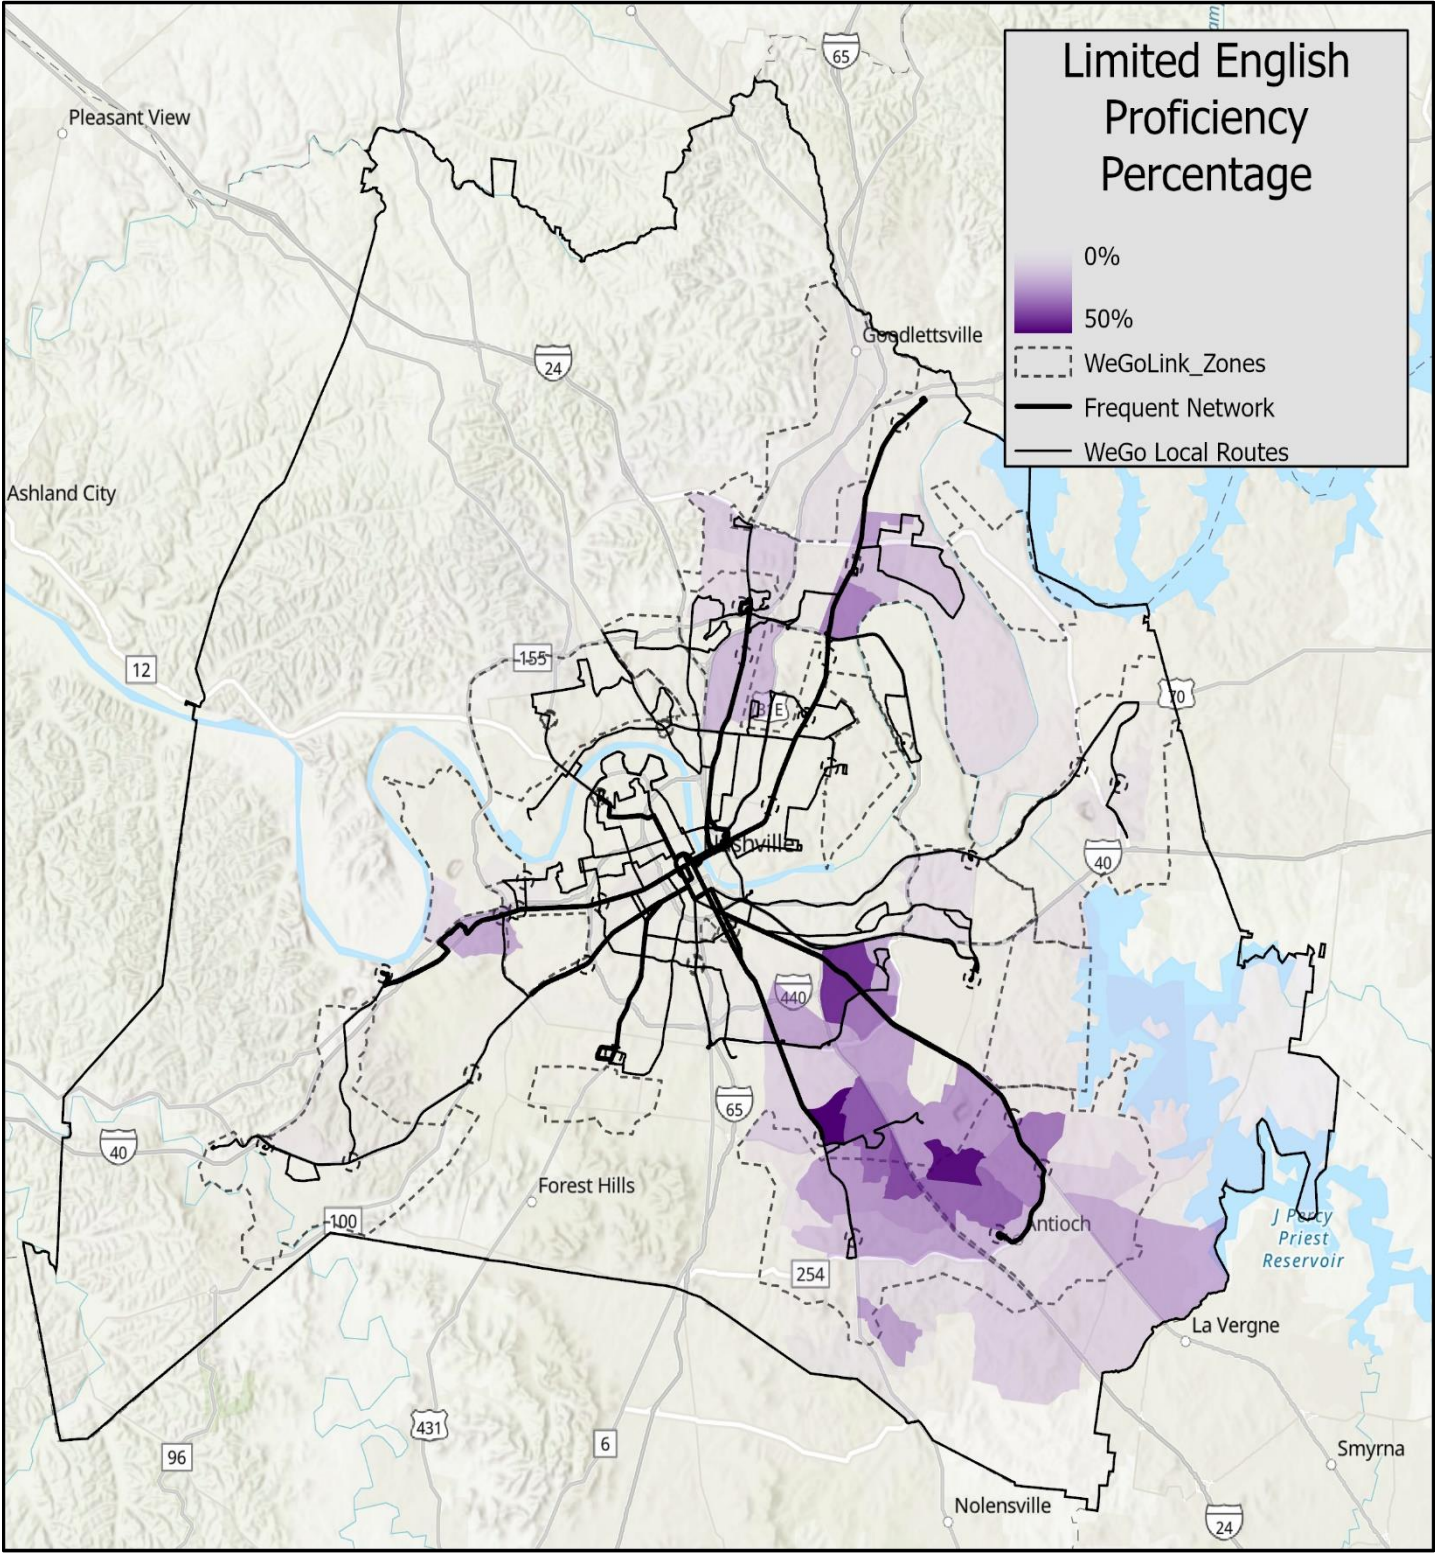 Limited English
Proficiency
Percentage
0%
50%
WeGoLink_Zones
Frequent Network
WeGo Local Routes
65
Pleasant View
Goodlettsville
24
Ashland City
12
155
70
31E
Nashville
40
440
65
40
Forest Hills
100
Antioch
J Percy
Priest
Reservoir
254
La Vergne
431
6
96
Smyrna
Nolensville
24